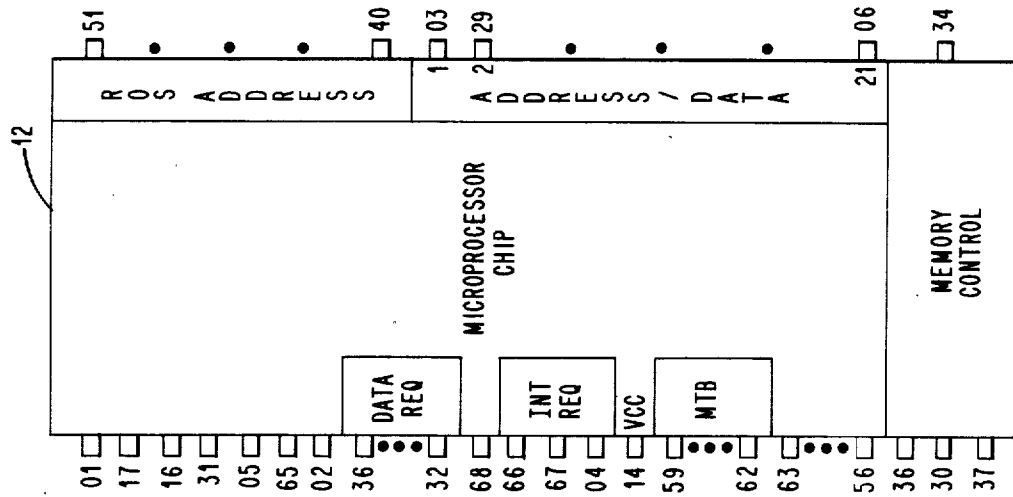 12
01
17
16
31
05
65
02
36
32
68
66
67
04
14
59
62
63
56
36
30
37
DATA
REQ
INT
REQ
VCC
MTB
MICROPROCESSOR
CHIP
MEMORY
CONTROL
ROS ADDRESS
ADDRESS/DATA
1
2
21
51
40
03
29
06
34